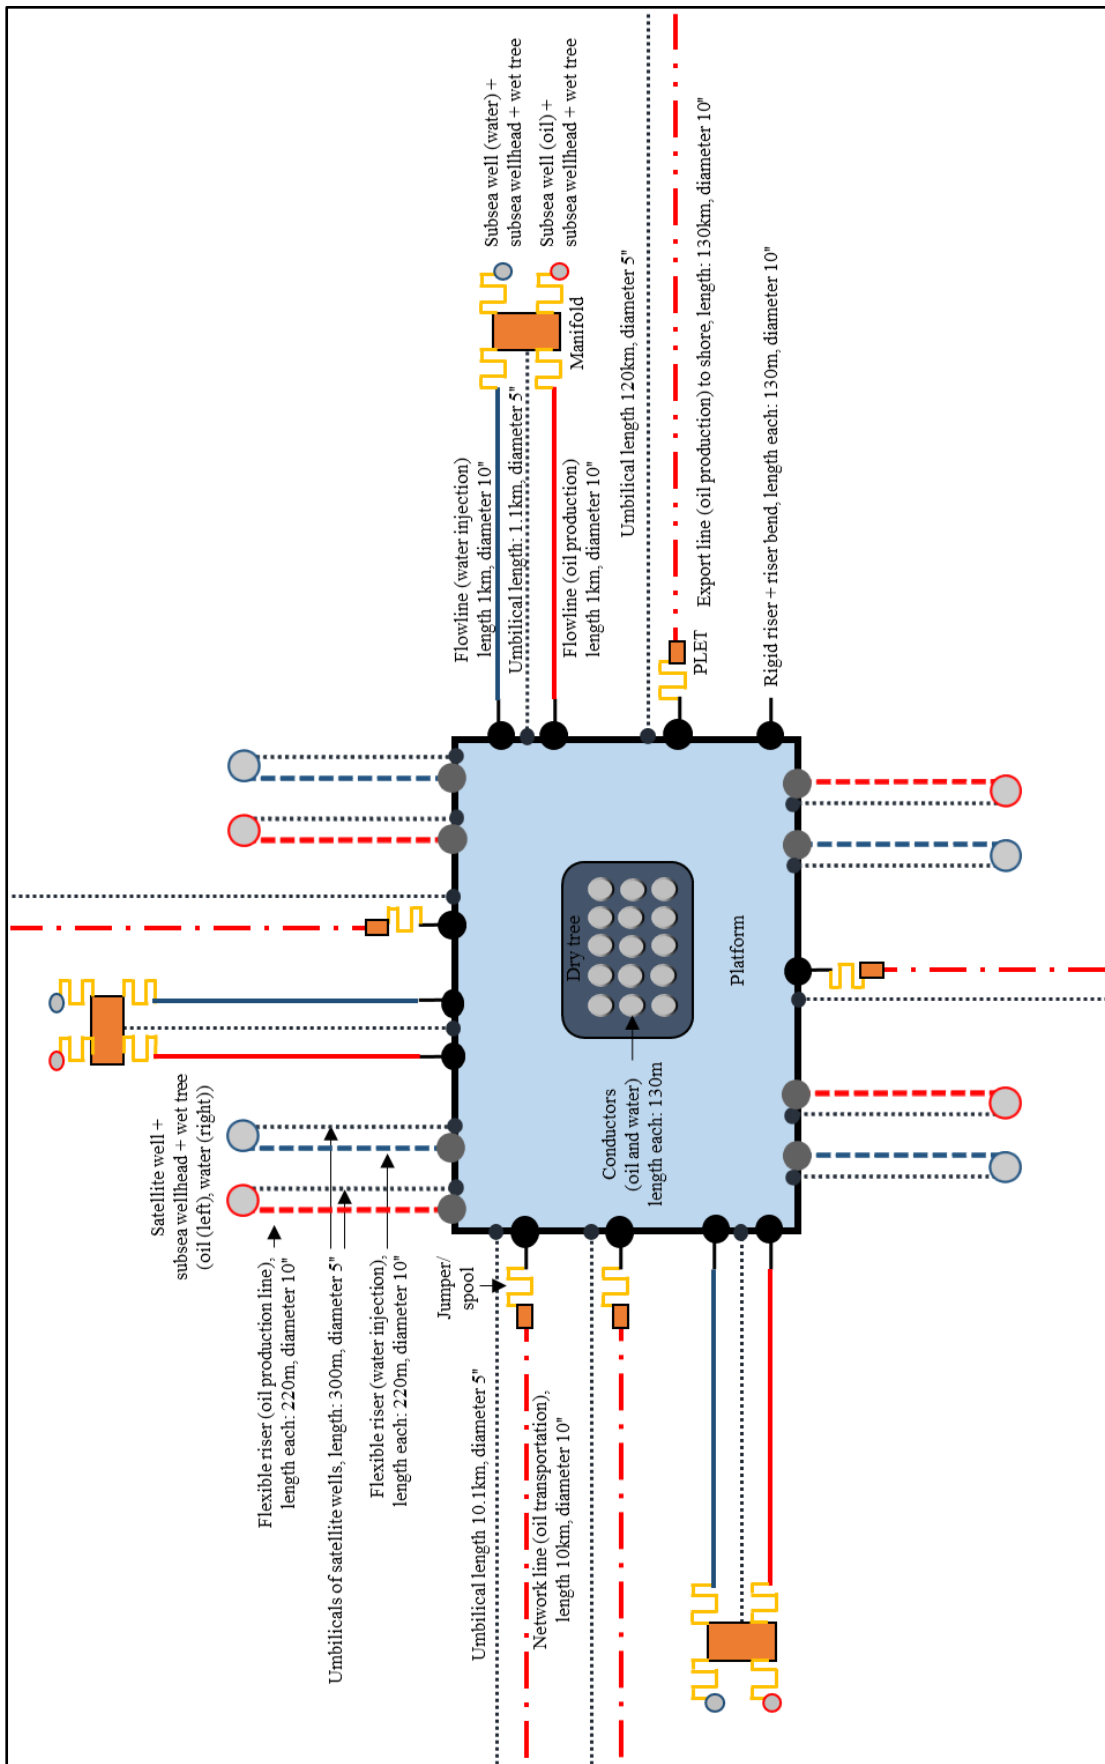 Satellite well +
subsea wellhead + wet tree
(oil (left), water (right))
Flexible riser (oil production line),
length each: 220m, diameter 10"
Umbilicals of satellite wells, length: 300m, diameter 5"
Flexible riser (water injection),
length each: 220m, diameter 10"
Jumper/
spool
Umbilical length 10.1km, diameter 5"
Network line (oil transportation),
length 10km, diameter 10"
Conductors
(oil and water)
length each: 130m
Dry tree
Platform
Flowline (water injection)
length 1km, diameter 10"
Umbilical length: 1.1km, diameter 5"
Flowline (oil production)
length 1km, diameter 10"
Subsea well (water) +
subsea wellhead + wet tree
Subsea well (oil) +
subsea wellhead + wet tree
Manifold
Umbilical length 120km, diameter 5"
PLET
Export line (oil production) to shore, length: 130km, diameter 10"
Rigid riser + riser bend, length each: 130m, diameter 10"